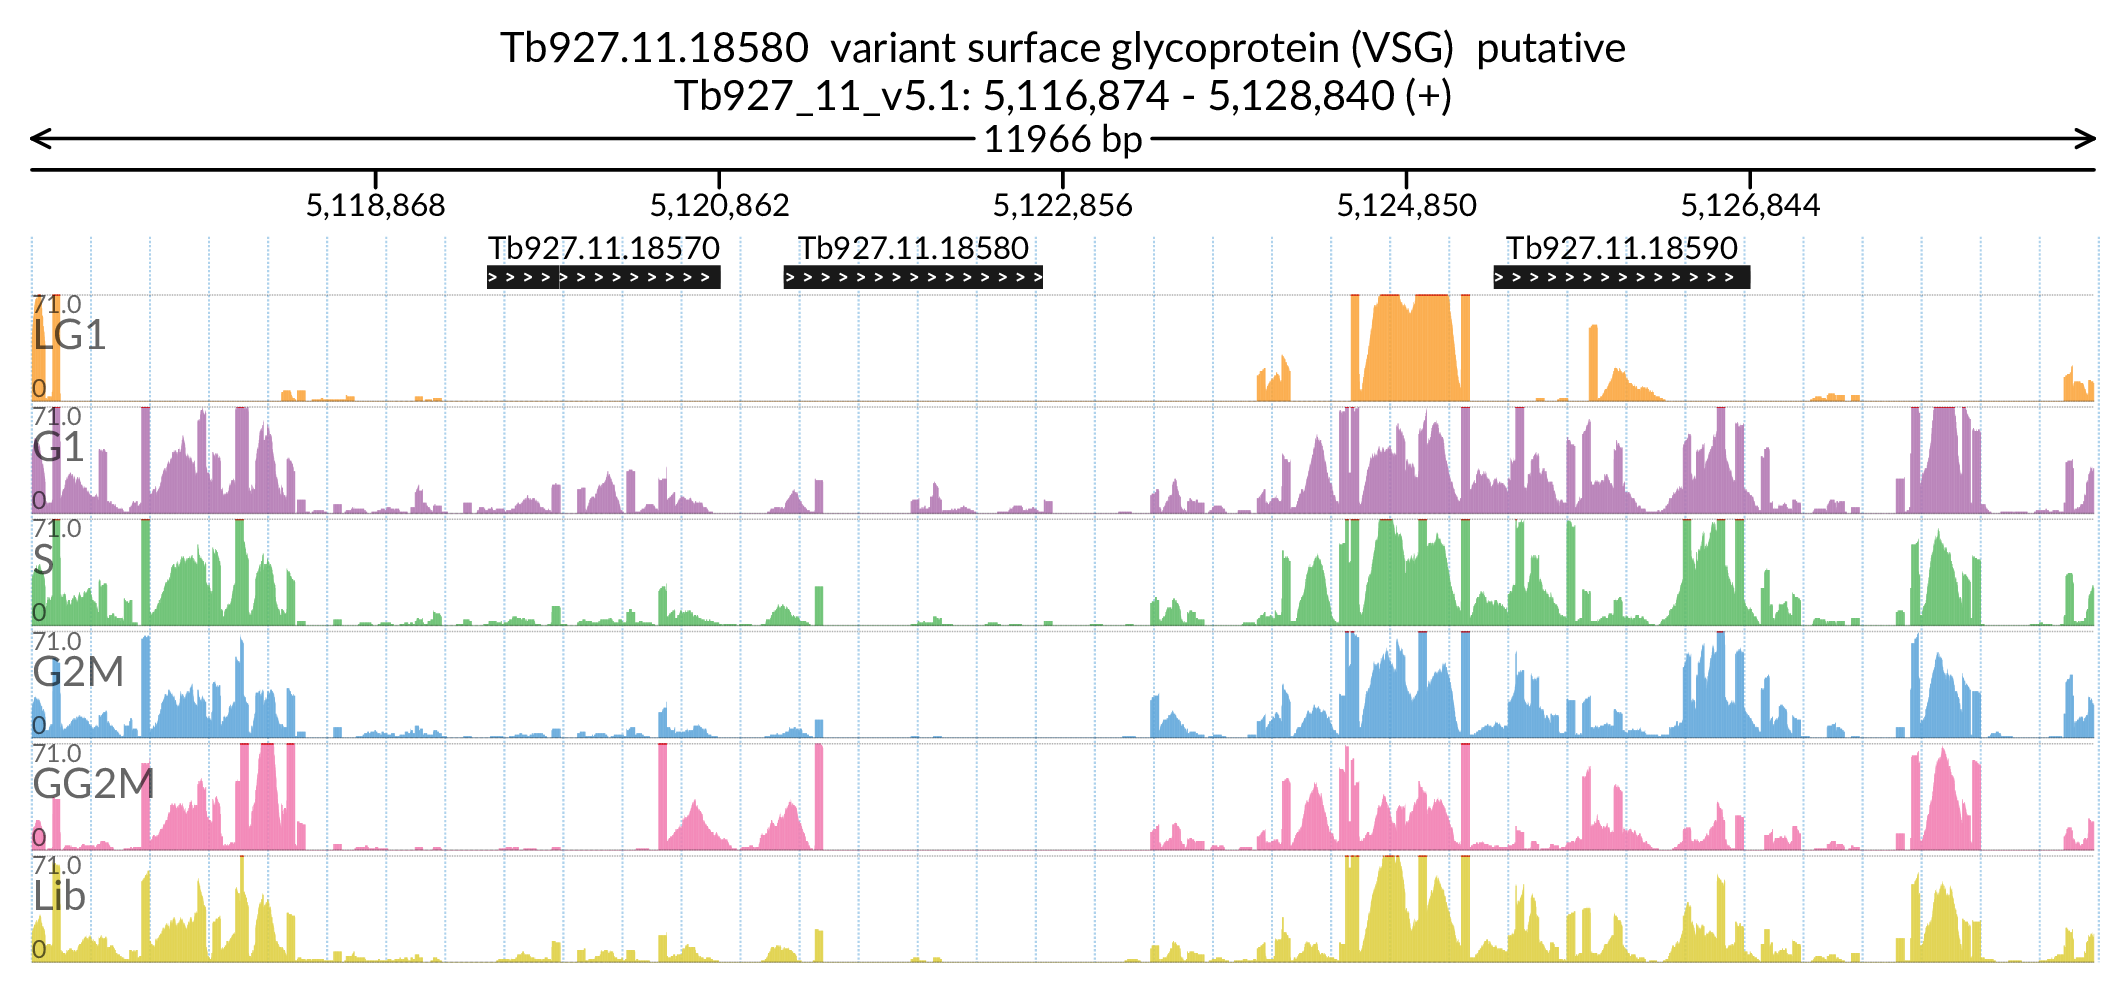 Tb927.11.18580  variant surface glycoprotein (VSG)  putative
Tb927_11_v5.1: 5,116,874 - 5,128,840 (+)
11966 bp
5,118,868 5,120,862 5,122,856 5,124,850 5,126,844
Tb927.11.18570 Tb927.11.18580 Tb927.11.18590
71.0
LG1
0
71.0
G1
0
71.0
S
0
71.0
G2M
0
71.0
GG2M
0
71.0
Lib
0